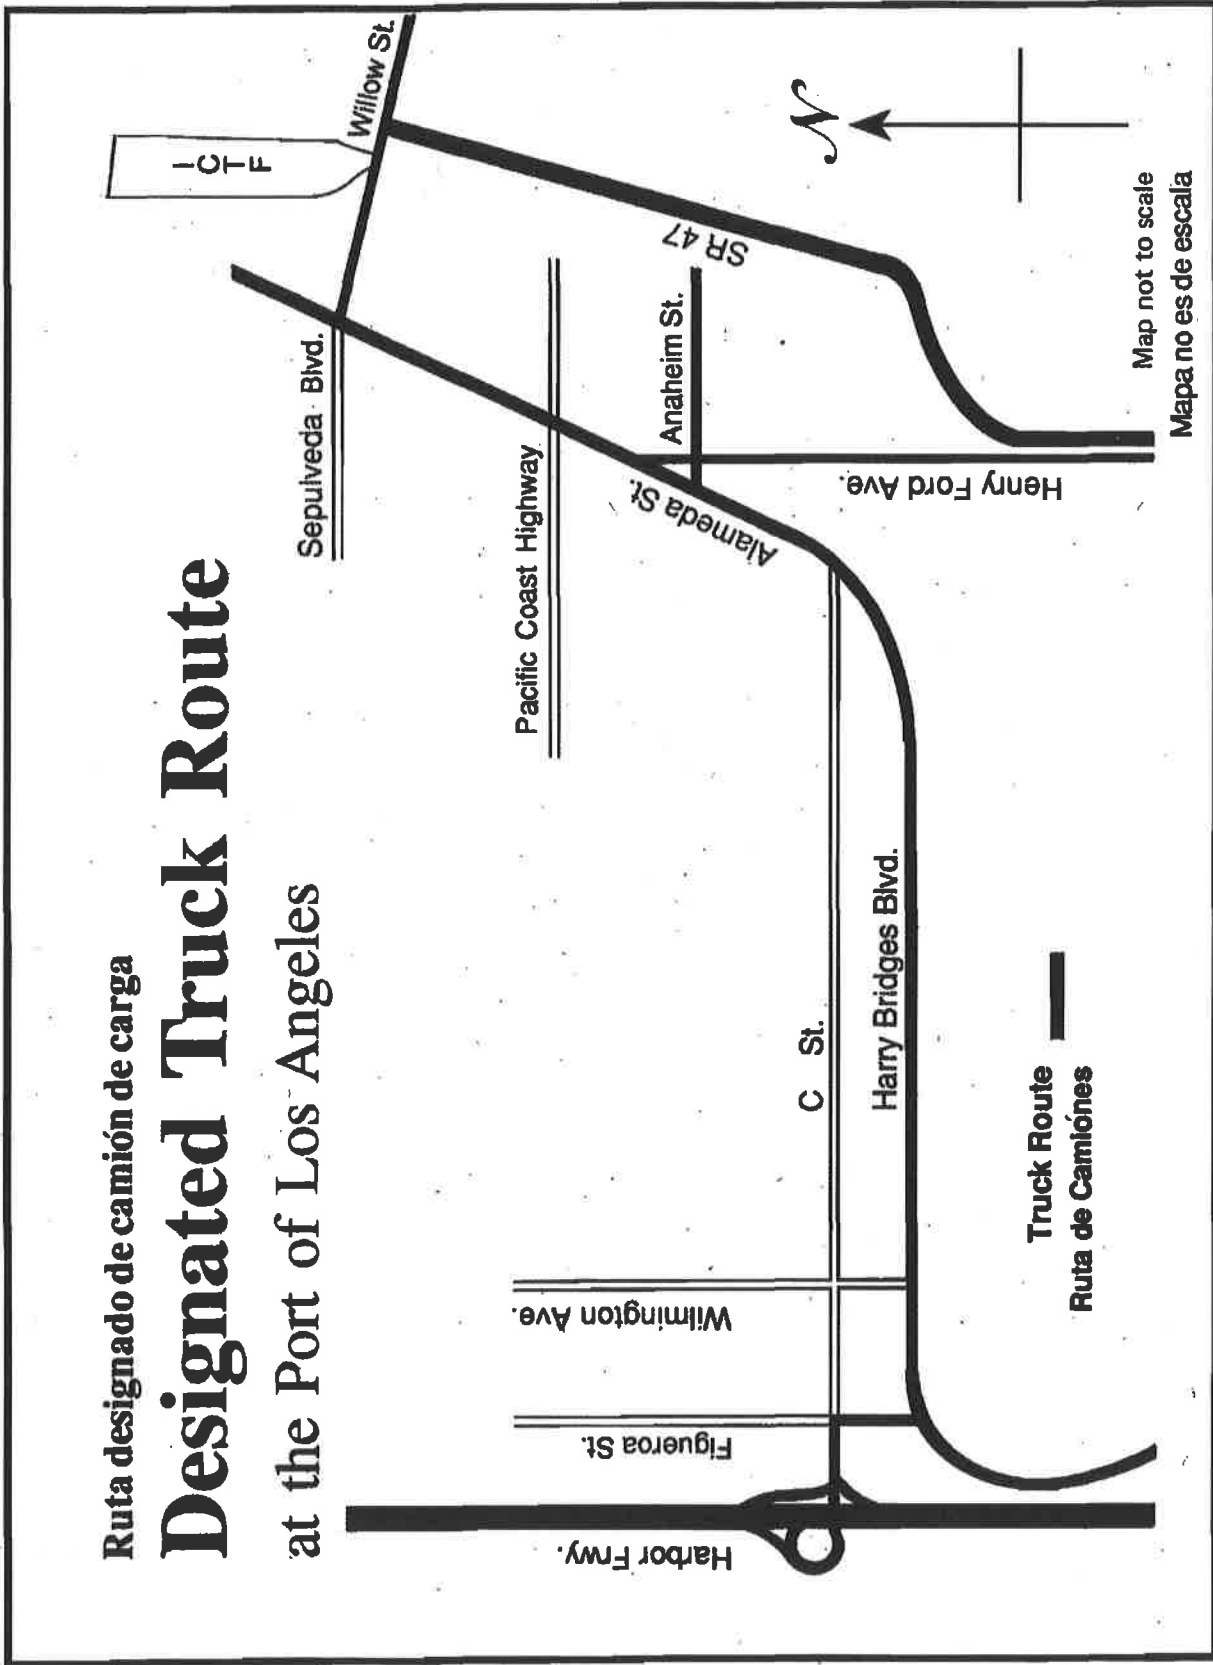 Ruta designado de camión de carga
Designated Truck Route
at the Port of Los Angeles
I
C
T
F
Willow St.
Sepulveda Blvd.
Pacific Coast Highway
SR 47
Anaheim St.
Alameda St.
Henry Ford Ave.
N
Wilmington Ave.
Figueroa St.
Harbor Frwy.
C St.
Harry Bridges Blvd.
Truck Route
Ruta de Camiónes
Map not to scale
Mapa no es de escala